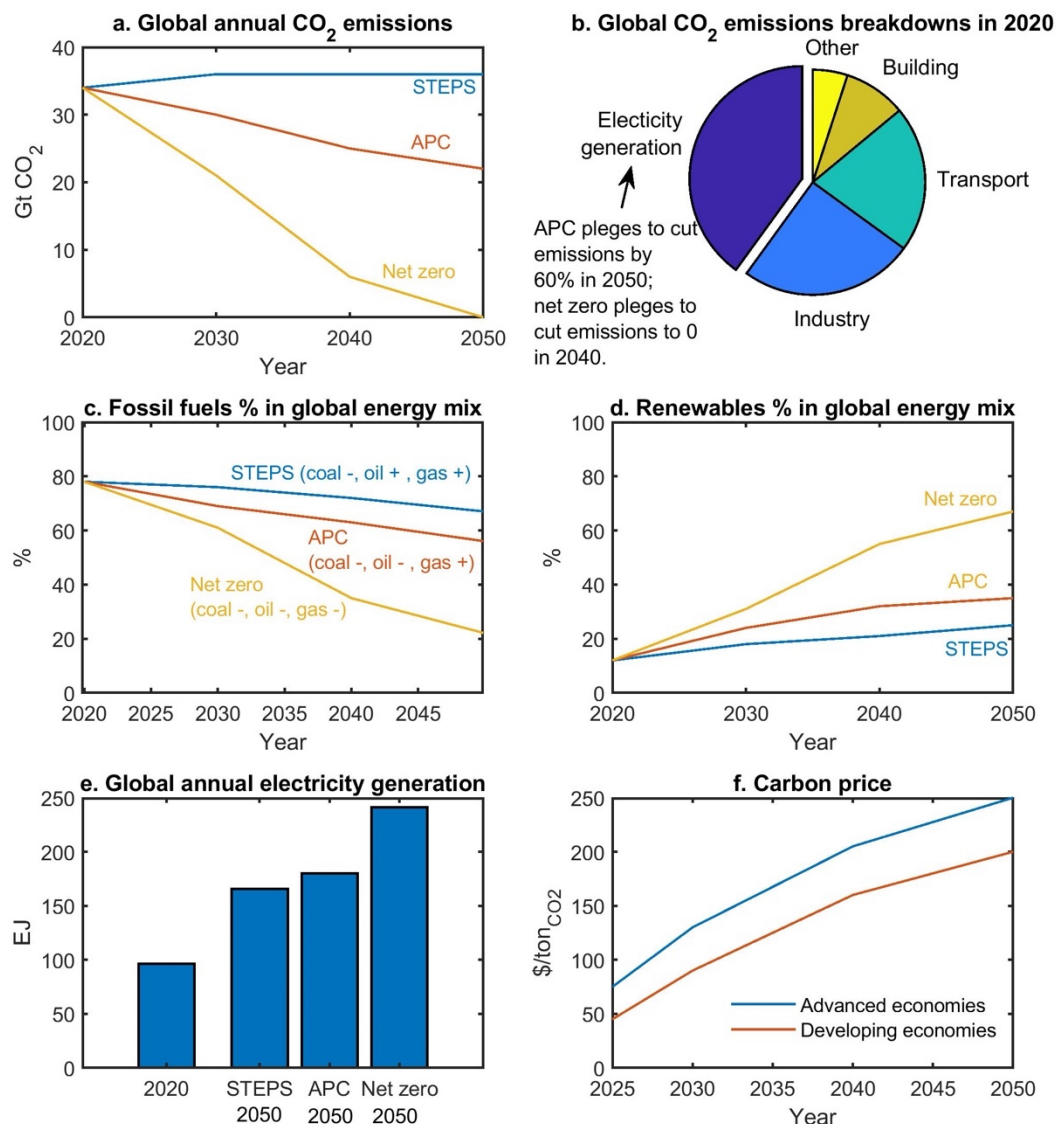 a. Global annual CO2 emissions
40
30
20
10
0
Gt CO2
STEPS
APC
Net zero
2020
2030
2040
2050
Year
b. Global CO2 emissions breakdowns in 2020
Other
Building
Electicity
generation
Transport
APC pleges to cut
emissions by
60% in 2050;
net zero pleges to
cut emissions to 0
in 2040.
Industry
c. Fossil fuels % in global energy mix
100
80
60
40
20
0
%
STEPS (coal -, oil + , gas +)
APC
(coal -, oil - , gas +)
Net zero
(coal -, oil -, gas -)
2020
2025
2030
2035
2040
2045
Year
d. Renewables % in global energy mix
100
80
60
40
20
0
%
Net zero
APC
STEPS
2020
2030
2040
2050
Year
e. Global annual electricity generation
250
200
150
100
50
0
EJ
2020
STEPS
2050
APC
2050
Net zero
2050
f. Carbon price
250
200
150
100
50
0
$/tonCO2
Advanced economies
Developing economies
2025
2030
2035
2040
2045
2050
Year